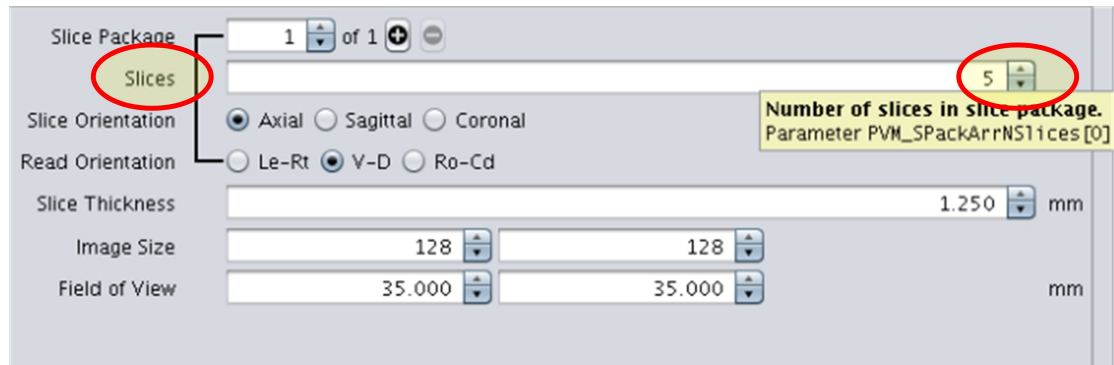 Slice Package 1 of 1
Slices 5
Number of slices in slice package.
Parameter PVM_SPackArrNSlices[0]
Slice Orientation Axial Sagittal Coronal
Read Orientation Le-Rt V-D Ro-Cd
Slice Thickness 1.250 mm
Image Size 128 128
Field of View 35.000 35.000 mm